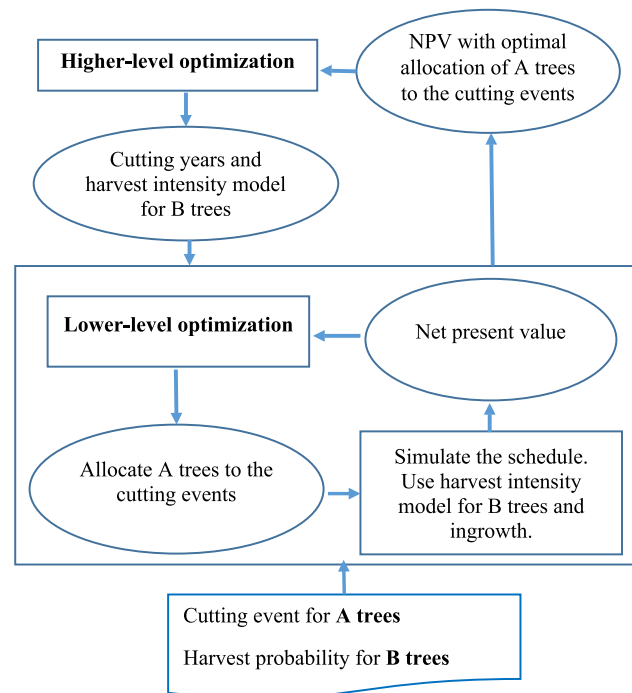 Higher-level optimization
NPV with optimal
allocation of A trees
to the cutting events
Cutting years and
harvest intensity model
for B trees
Lower-level optimization
Net present value
Allocate A trees to the
cutting events
Simulate the schedule.
Use harvest intensity
model for B trees and
ingrowth.
Cutting event for A trees
Harvest probability for B trees